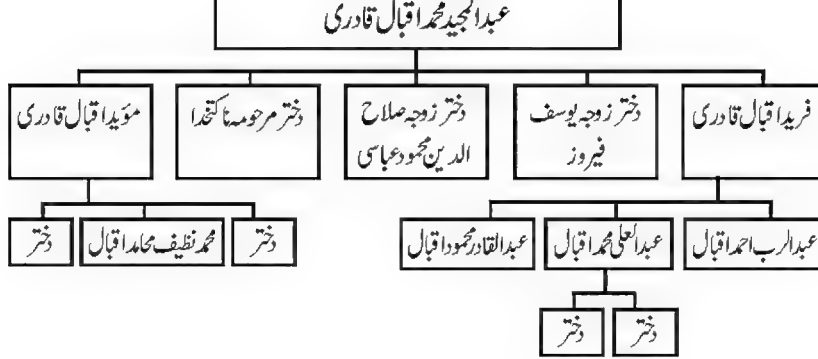 عبدالمجید محمد اقبال قادری
فرید اقبال قادری
دختر زوجہ یوسف
فیروز
دختر زوجہ صلاح
الدین محمود عباسی
دختر مرحومہ ناکتخدا
مؤید اقبال قادری
عبدالرب احمد اقبال
عبدالعلی محمد اقبال
عبدالقادر محمود اقبال
دختر
محمد نظیف محامد اقبال
دختر
دختر
دختر